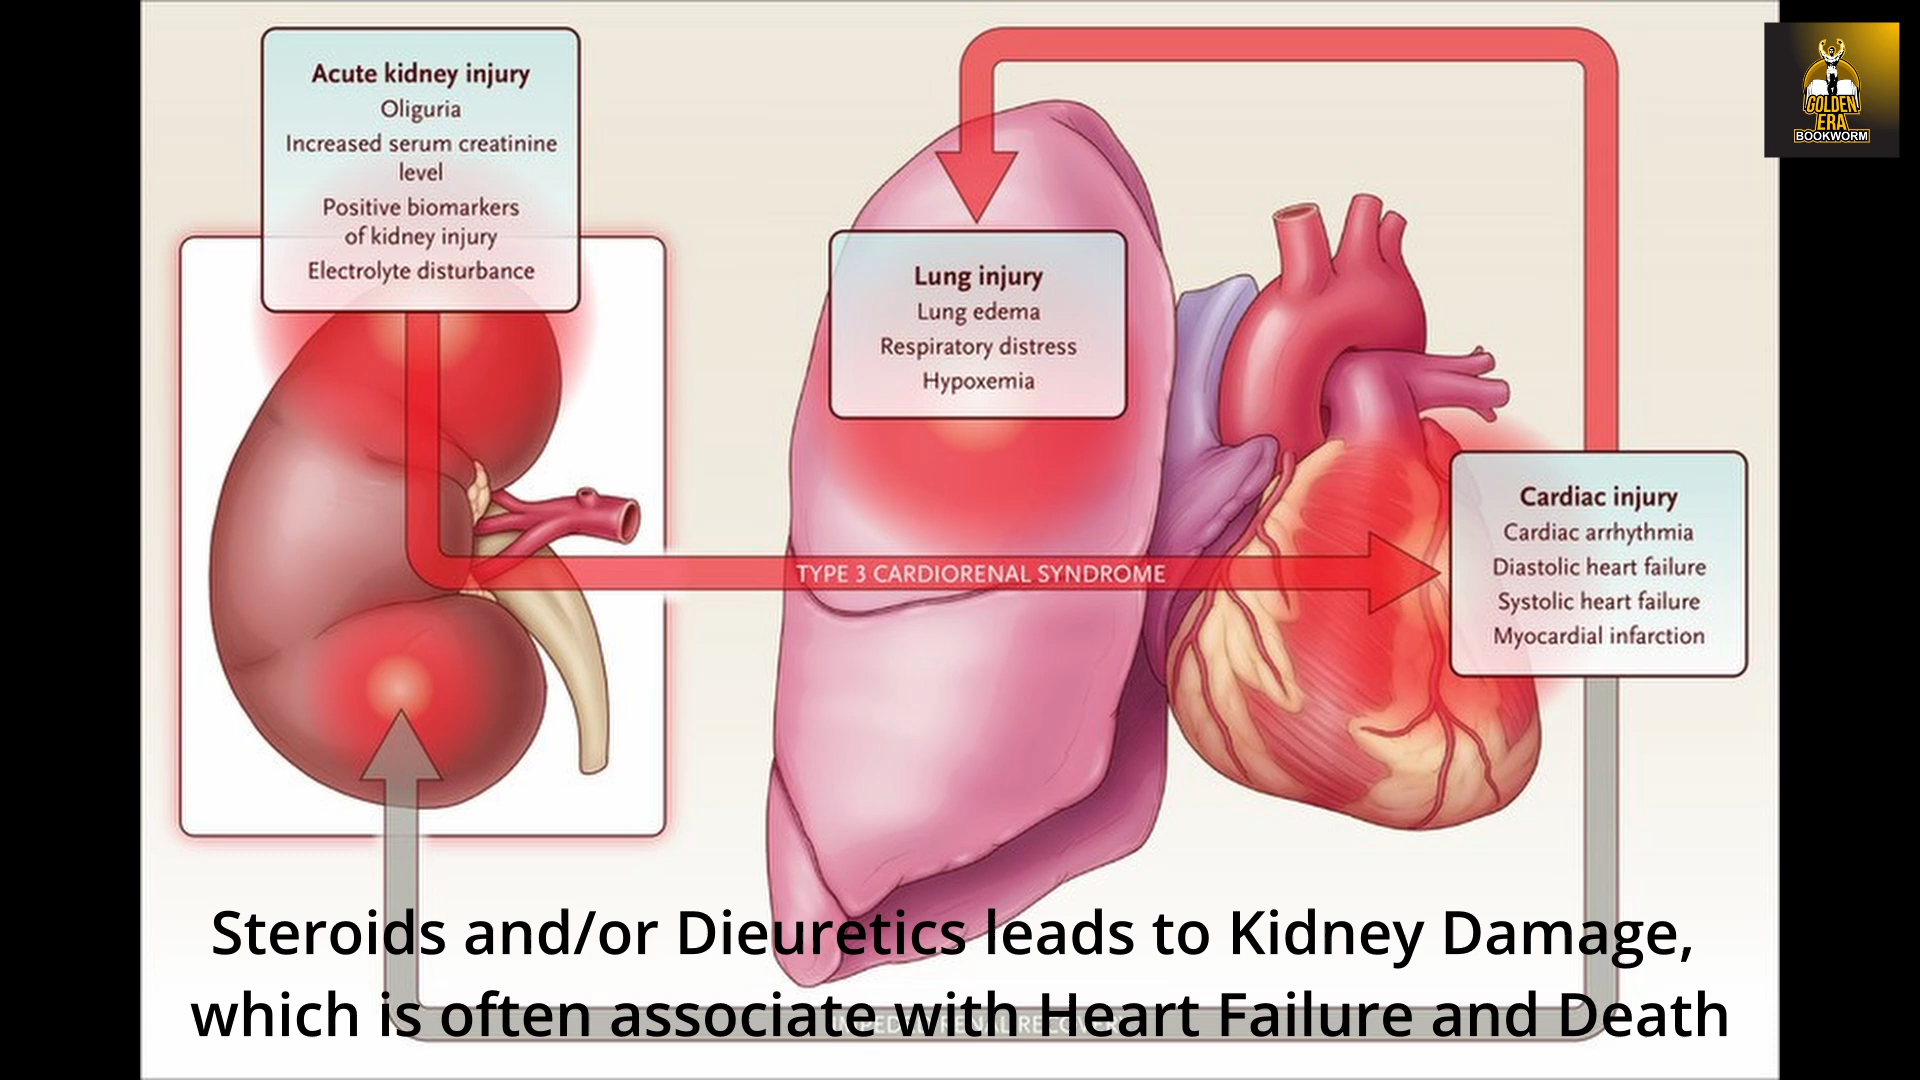 Acute kidney injury
Oliguria
Increased serum creatinine
level
Positive biomarkers
of kidney injury
Electrolyte disturbance
Lung injury
Lung edema
Respiratory distress
Hypoxemia
Cardiac injury
Cardiac arrhythmia
Diastolic heart failure
Systolic heart failure
Myocardial infarction
TYPE 3 CARDIORENAL SYNDROME
Steroids and/or Dieuretics leads to Kidney Damage,
which is often associate with Heart Failure and Death
GOLDEN
ERA
BOOKWORM